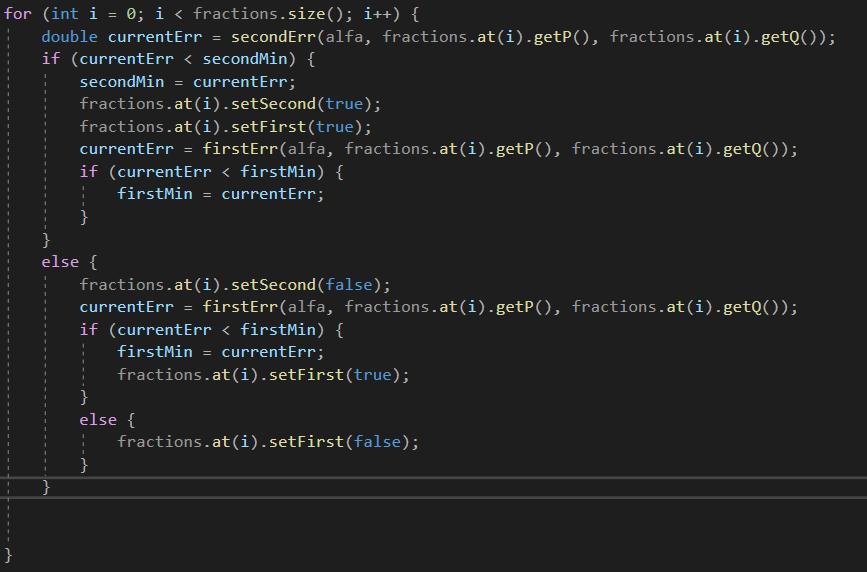 for (int i = 0; i < fractions.size(); i++) {
    double currentErr = secondErr(alfa, fractions.at(i).getP(), fractions.at(i).getQ());
    if (currentErr < secondMin) {
        secondMin = currentErr;
        fractions.at(i).setSecond(true);
        fractions.at(i).setFirst(true);
        currentErr = firstErr(alfa, fractions.at(i).getP(), fractions.at(i).getQ());
        if (currentErr < firstMin) {
            firstMin = currentErr;
        }
    }
    else {
        fractions.at(i).setSecond(false);
        currentErr = firstErr(alfa, fractions.at(i).getP(), fractions.at(i).getQ());
        if (currentErr < firstMin) {
            firstMin = currentErr;
            fractions.at(i).setFirst(true);
        }
        else {
            fractions.at(i).setFirst(false);
        }
    }
}